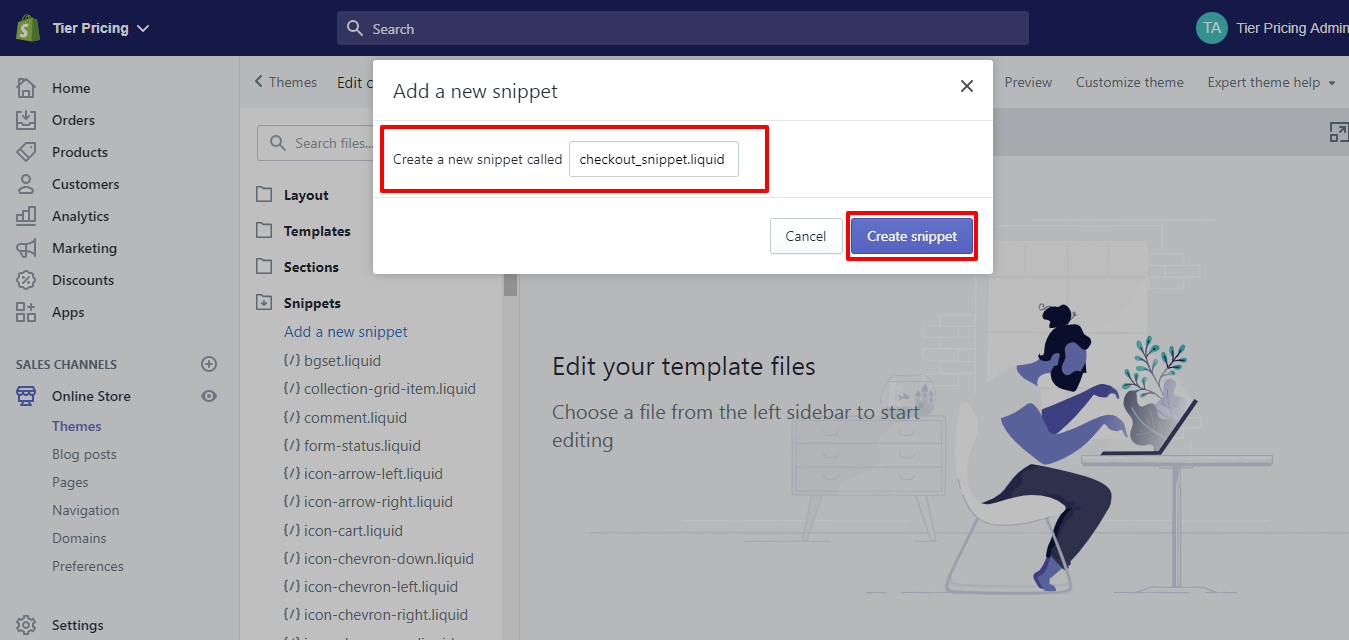 Tier Pricing
Search
TA
Tier Pricing Admin
Home
Orders
Products
Customers
Analytics
Marketing
Discounts
Apps
SALES CHANNELS
Online Store
Themes
Blog posts
Pages
Navigation
Domains
Preferences
Settings
Themes
Edit c
Preview
Customize theme
Expert theme help
Search files...
Layout
Templates
Sections
Snippets
Add a new snippet
{/} bgset.liquid
{/} collection-grid-item.liquid
{/} comment.liquid
{/} form-status.liquid
{/} icon-arrow-left.liquid
{/} icon-arrow-right.liquid
{/} icon-cart.liquid
{/} icon-chevron-down.liquid
{/} icon-chevron-left.liquid
{/} icon-chevron-right.liquid
Add a new snippet
Create a new snippet called
checkout_snippet.liquid
Cancel
Create snippet
Edit your template files
Choose a file from the left sidebar to start
editing